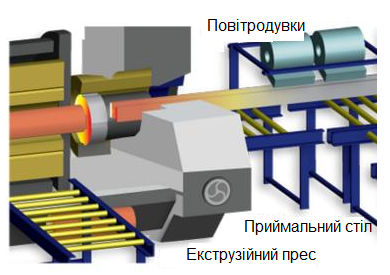 Повітродувки
Приймальний стіл
Екструзійний прес